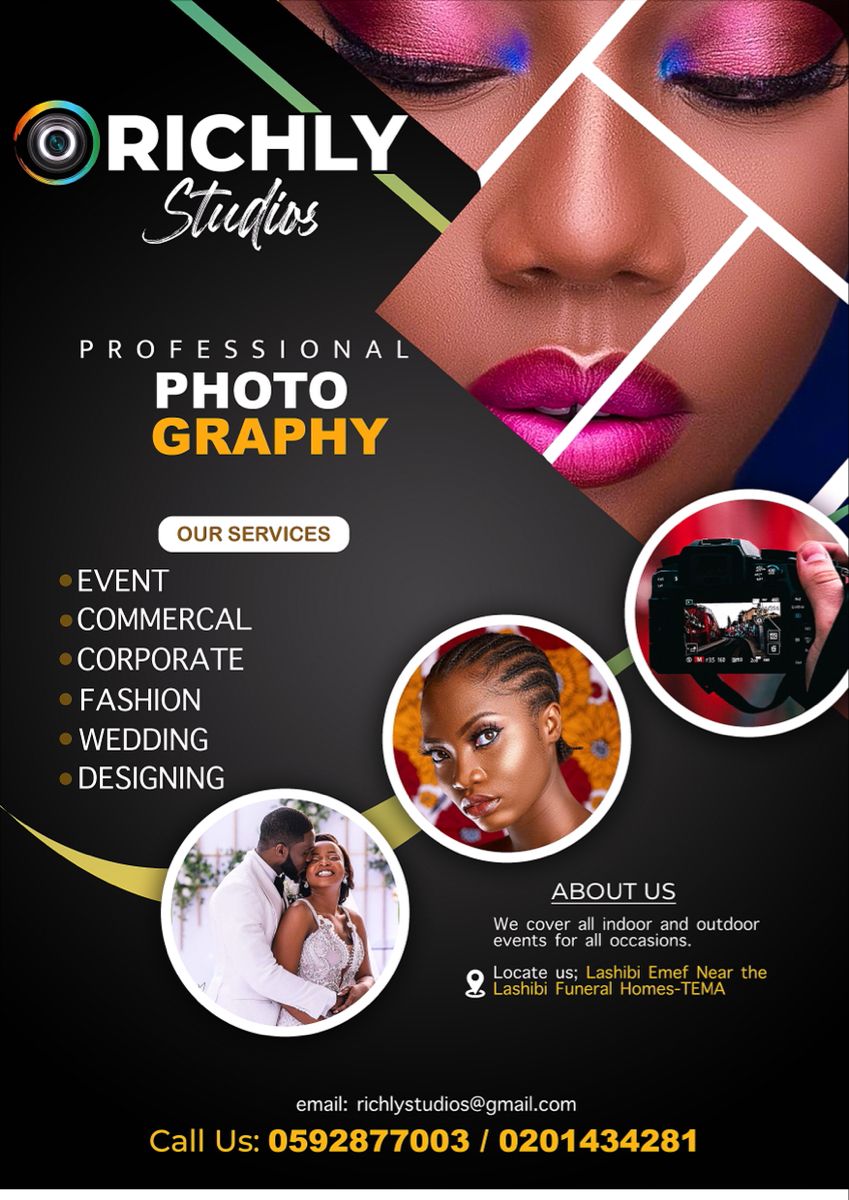 RICHLY
Studios
PROFESSIONAL
PHOTO
GRAPHY
OUR SERVICES
EVENT
COMMERCAL
CORPORATE
FASHION
WEDDING
DESIGNING
ABOUT US
We cover all indoor and outdoor
events for all occasions.
Locate us; Lashibi Emef Near the
Lashibi Funeral Homes-TEMA
email: richlystudios@gmail.com
Call Us: 0592877003 / 0201434281